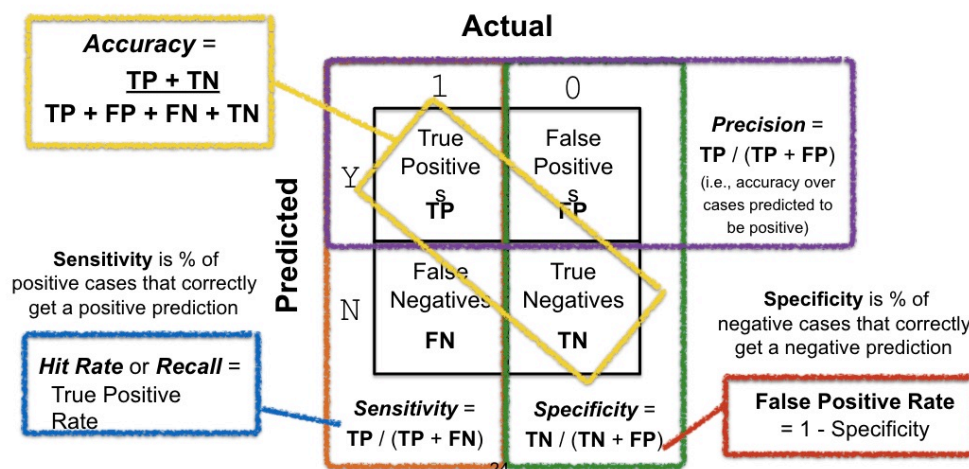 Actual
Accuracy =
TP + TN
TP + FP + FN + TN
1
0
Predicted
Y
True
Positive
s
TP
False
Positive
s
FP
Precision =
TP / (TP + FP)
(i.e., accuracy over
cases predicted to
be positive)
N
False
Negatives
FN
True
Negatives
TN
Sensitivity is % of
positive cases that correctly
get a positive prediction
Hit Rate or Recall =
True Positive
Rate
Specificity is % of
negative cases that correctly
get a negative prediction
False Positive Rate
= 1 - Specificity
Sensitivity =
TP / (TP + FN)
Specificity =
TN / (TN + FP)
24